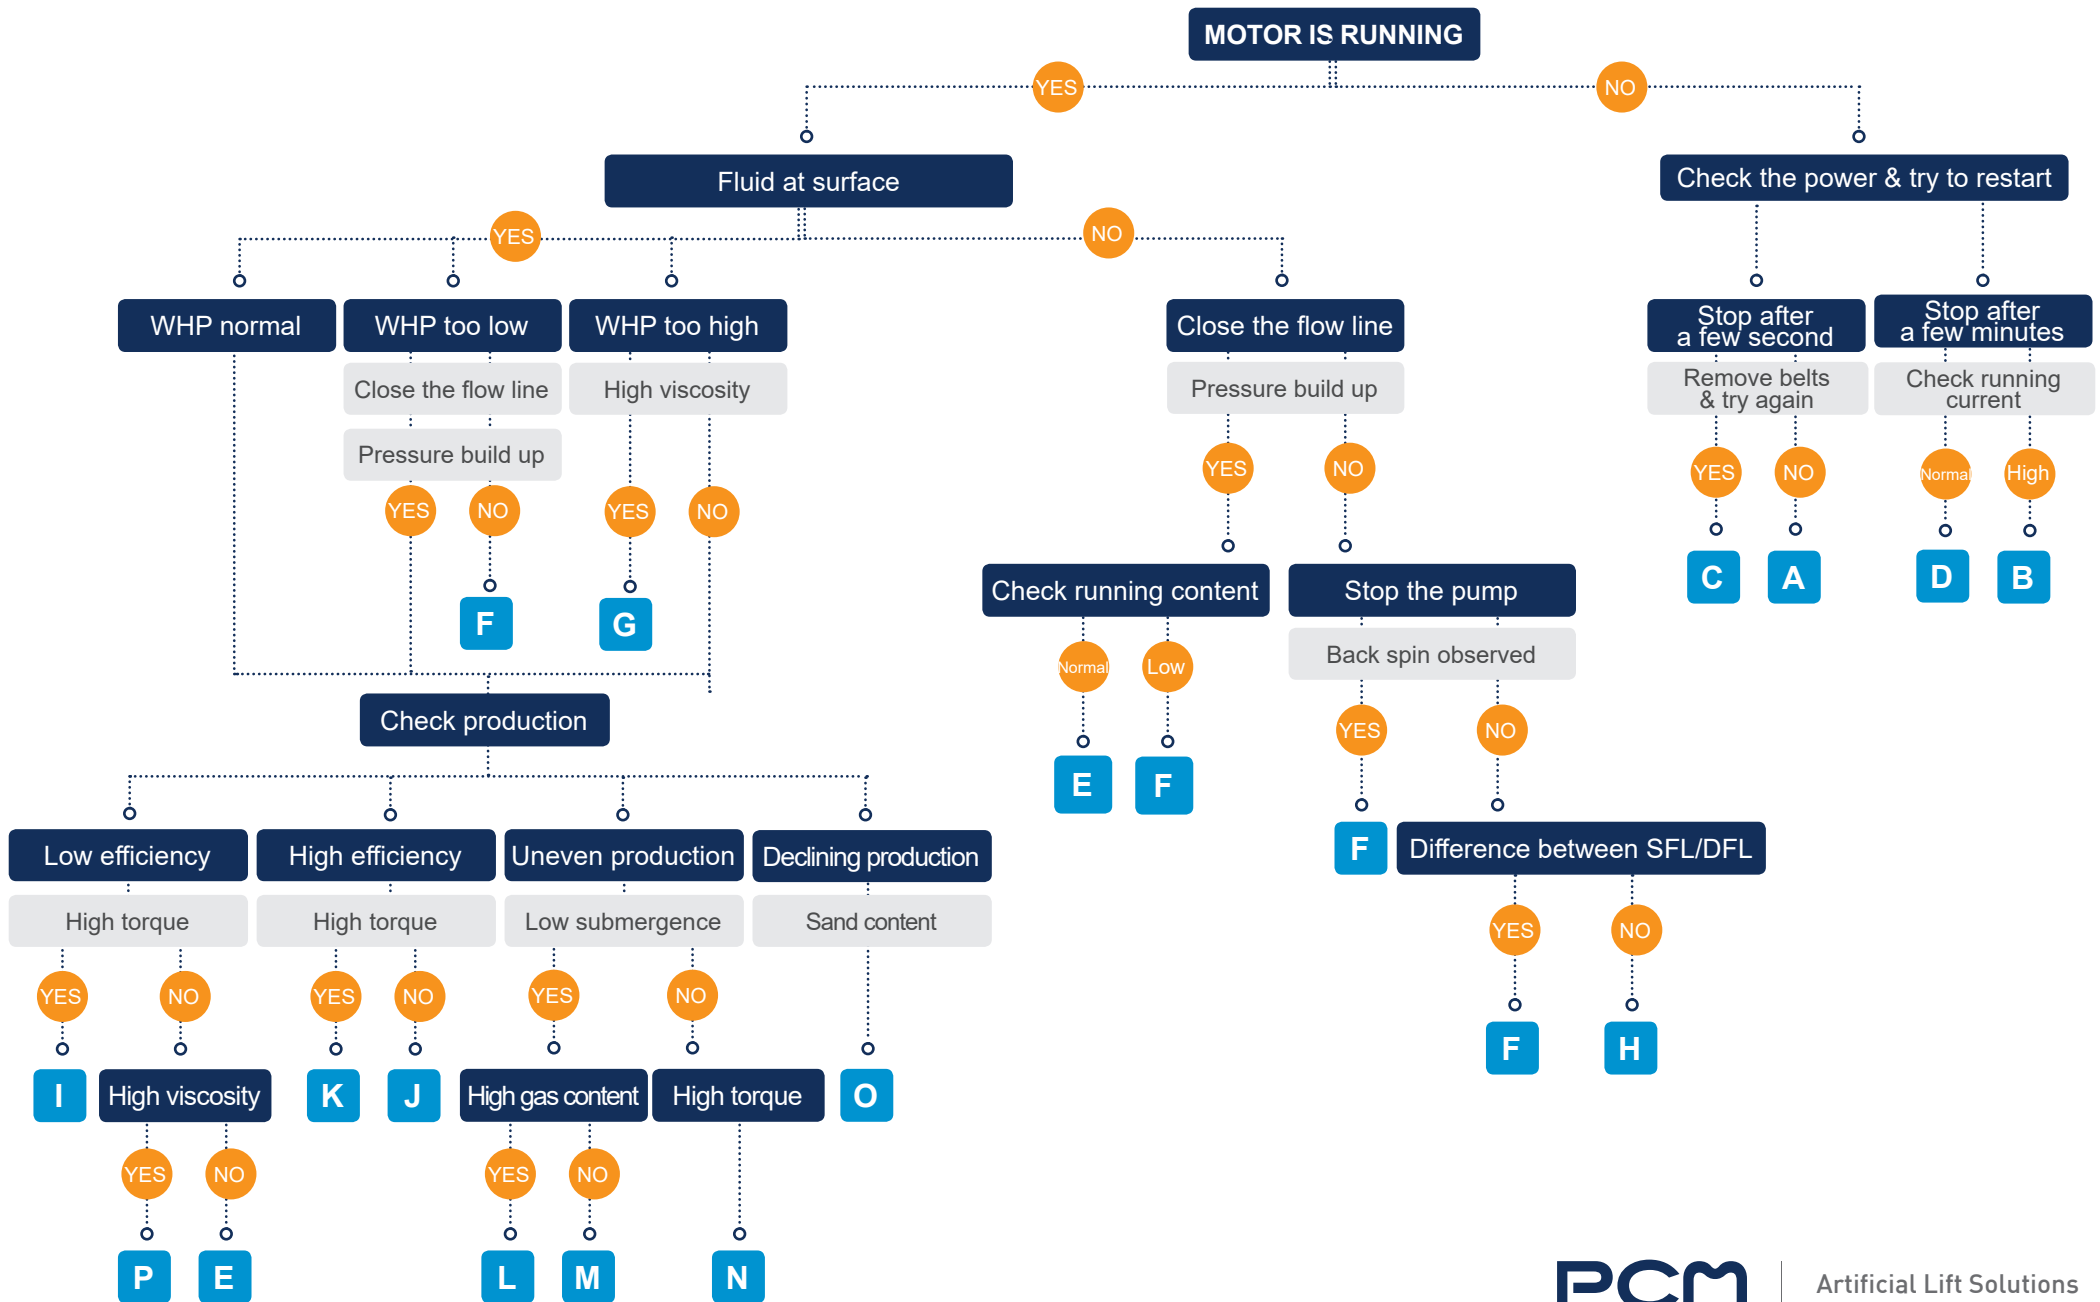 MOTOR IS RUNNING
YES
NO
Fluid at surface
Check the power & try to restart
YES
NO
WHP normal
WHP too low
WHP too high
Close the flow line
Stop after
a few second
Stop after
a few minutes
Close the flow line
High viscosity
Pressure build up
Remove belts
& try again
Check running
current
Pressure build up
YES
NO
YES
NO
YES
NO
YES
NO
Normal
High
F
G
Check running content
Stop the pump
C
A
D
B
Normal
Low
Back spin observed
Check production
YES
NO
E
F
F
Difference between SFL/DFL
Low efficiency
High efficiency
Uneven production
Declining production
High torque
High torque
Low submergence
Sand content
YES
NO
YES
NO
YES
NO
YES
NO
F
H
I
High viscosity
K
J
High gas content
High torque
O
YES
NO
YES
NO
P
E
L
M
N
PCM
Artificial Lift Solutions